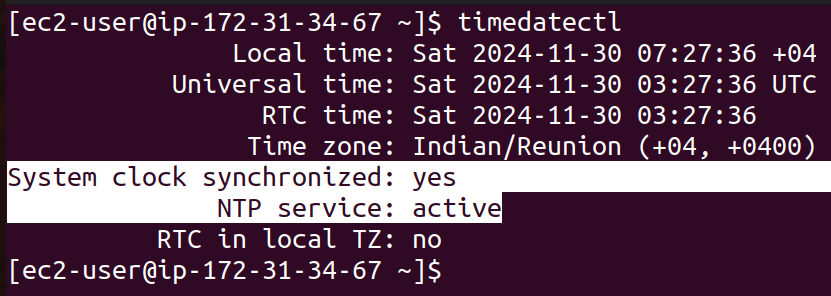 [ec2-user@ip-172-31-34-67 ~]$ timedatectl
Local time: Sat 2024-11-30 07:27:36 +04
Universal time: Sat 2024-11-30 03:27:36 UTC
RTC time: Sat 2024-11-30 03:27:36
Time zone: Indian/Reunion (+04, +0400)
System clock synchronized: yes
NTP service: active
RTC in local TZ: no
[ec2-user@ip-172-31-34-67 ~]$